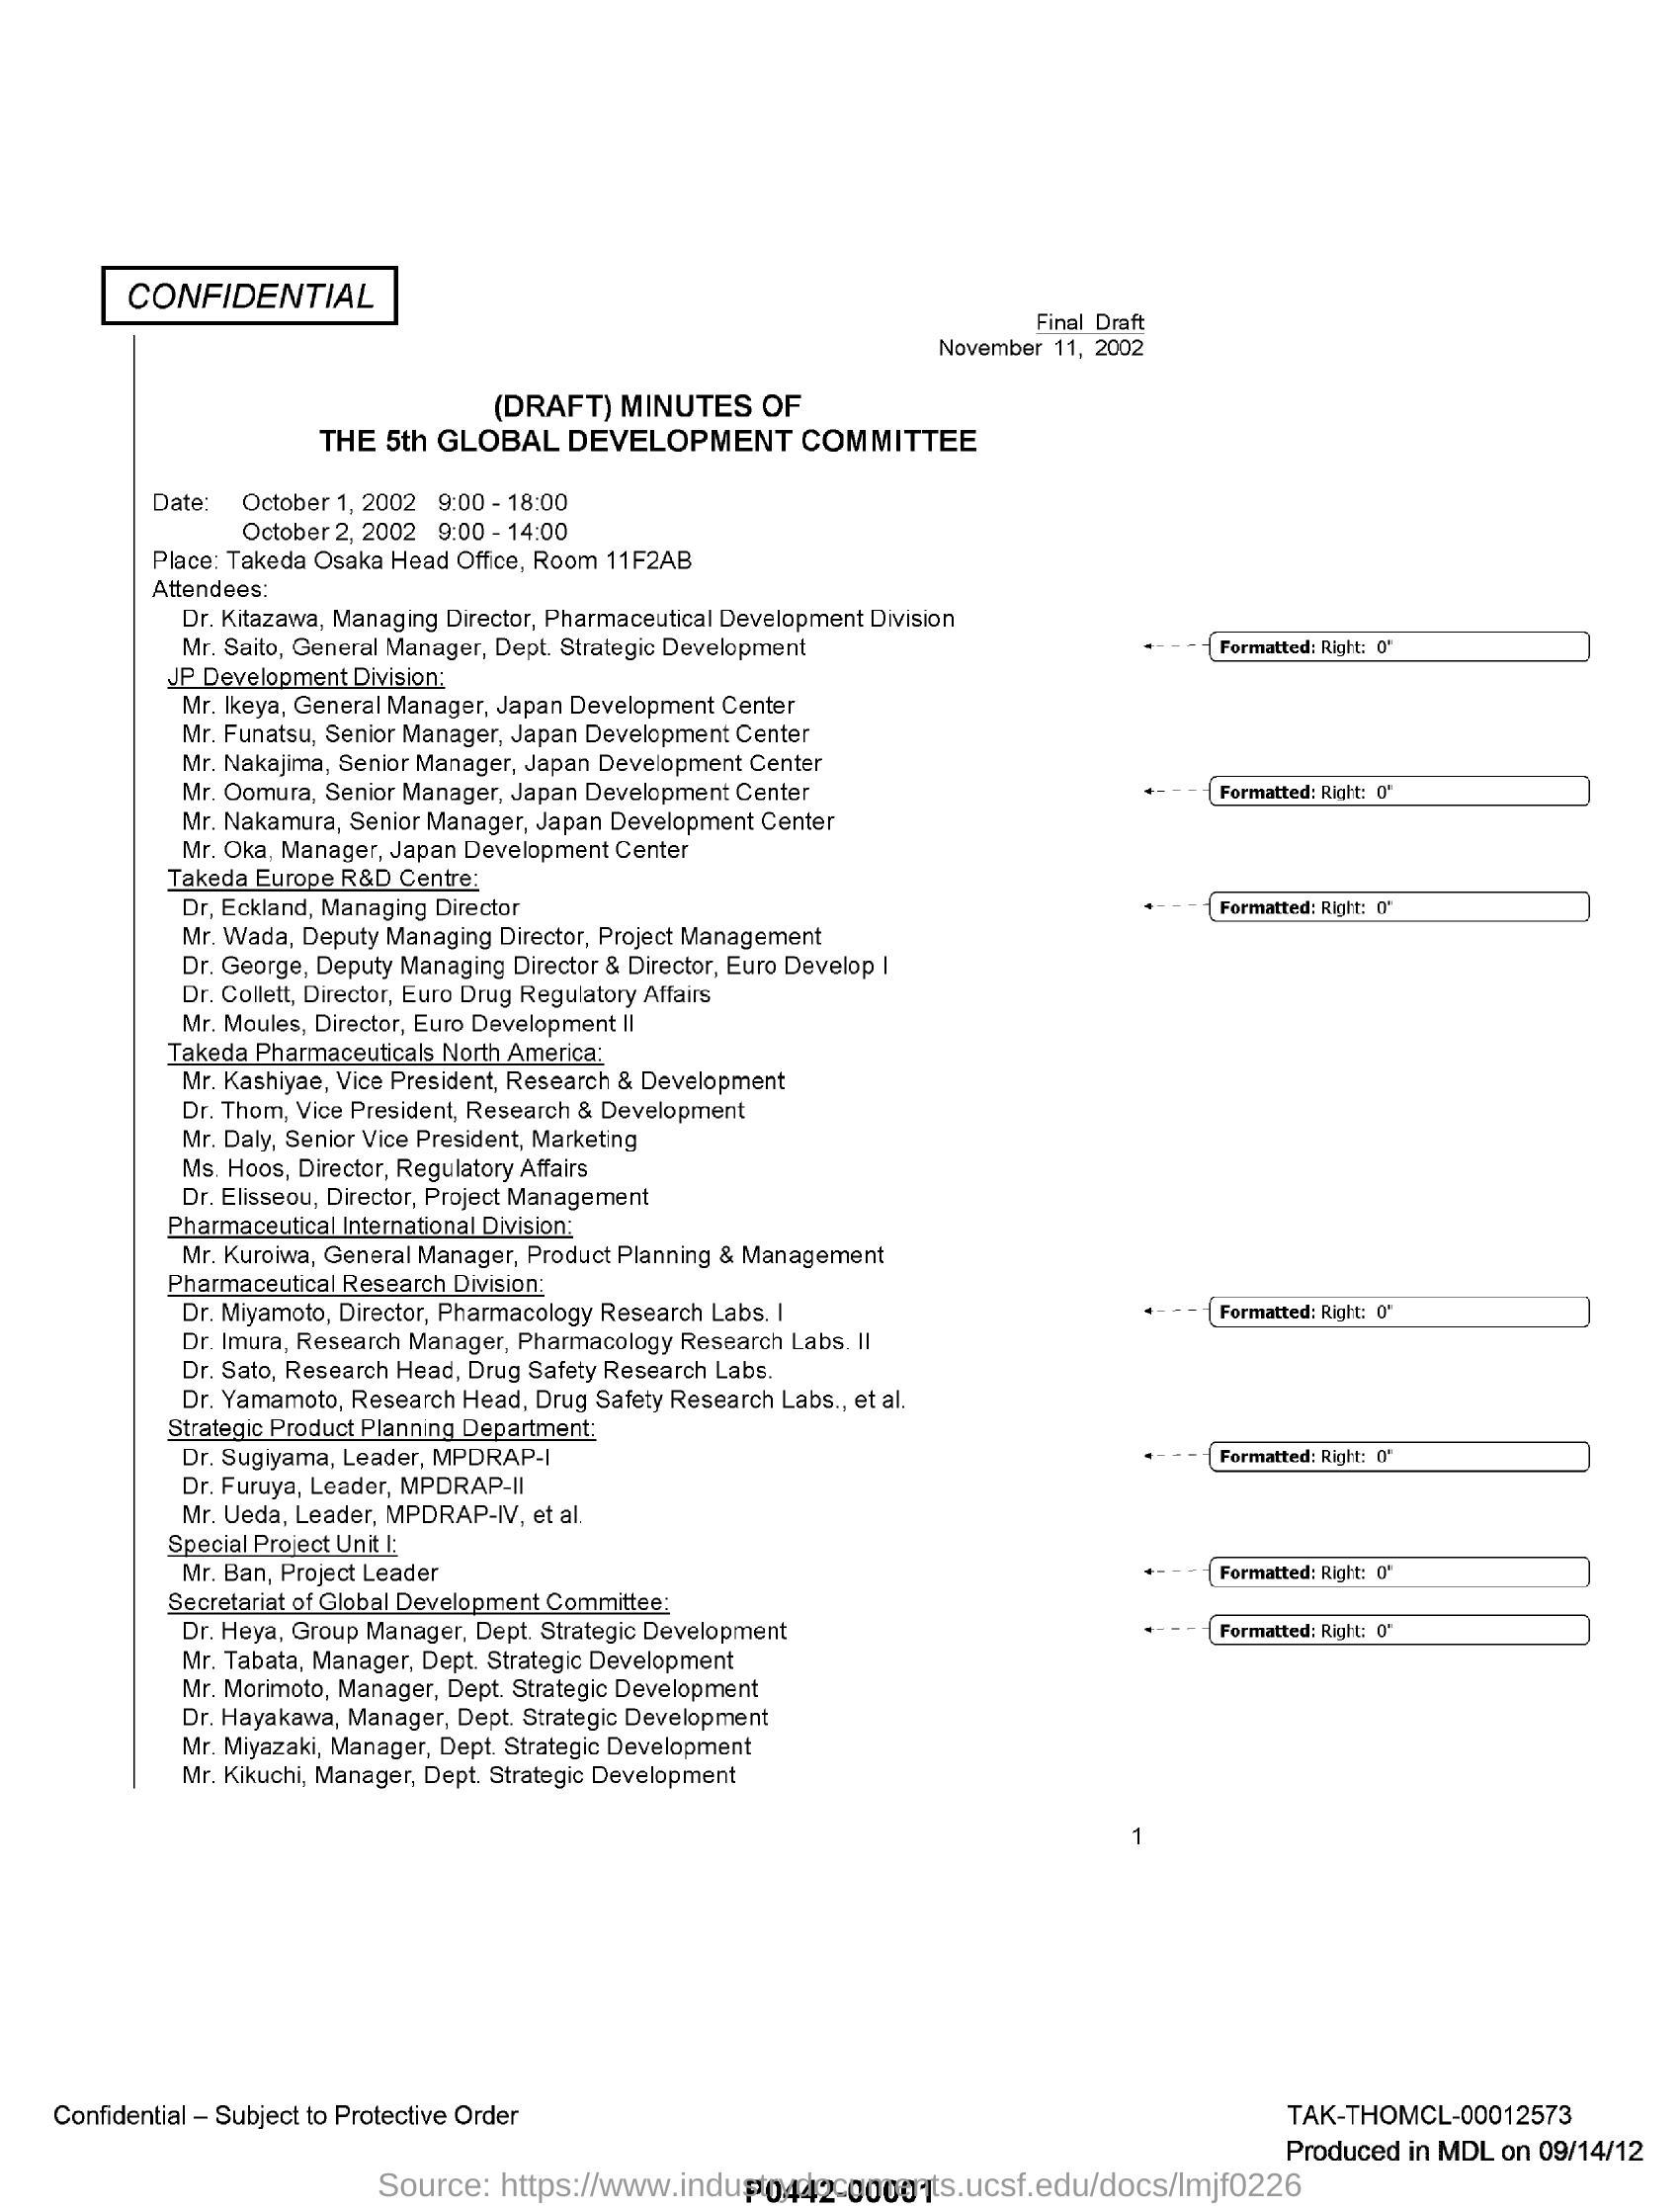 CONFIDENTIAL
Final Draft
November 11, 2002
(DRAFT) MINUTES OF
THE 5th GLOBAL DEVELOPMENT COMMITTEE
Date: October 1, 2002 9:00 - 18:00
October 2, 2002 9:00 - 14:00
Place: Takeda Osaka Head Office, Room 11F2AB
Attendees:
Dr. Kitazawa, Managing Director, Pharmaceutical Development Division
Mr. Saito, General Manager, Dept. Strategic Development
Formatted: Right: 0"
JP Development Division:
Mr. Ikeya, General Manager, Japan Development Center
Mr. Funatsu, Senior Manager, Japan Development Center
Mr. Nakajima, Senior Manager, Japan Development Center
Mr. Oomura, Senior Manager, Japan Development Center
Formatted: Right: 0"
Mr. Nakamura, Senior Manager, Japan Development Center
Mr. Oka, Manager, Japan Development Center
Takeda Europe R&D Centre:
Dr, Eckland, Managing Director
Formatted: Right: 0"
Mr. Wada, Deputy Managing Director, Project Management
Dr. George, Deputy Managing Director & Director, Euro Develop I
Dr. Collett, Director, Euro Drug Regulatory Affairs
Mr. Moules, Director, Euro Development II
Takeda Pharmaceuticals North America:
Mr. Kashiyae, Vice President, Research & Development
Dr. Thom, Vice President, Research & Development
Mr. Daly, Senior Vice President, Marketing
Ms. Hoos, Director, Regulatory Affairs
Dr. Elisseou, Director, Project Management
Pharmaceutical International Division:
Mr. Kuroiwa, General Manager, Product Planning & Management
Pharmaceutical Research Division:
Dr. Miyamoto, Director, Pharmacology Research Labs. I
Formatted: Right: 0"
Dr. Imura, Research Manager, Pharmacology Research Labs. II
Dr. Sato, Research Head, Drug Safety Research Labs.
Dr. Yamamoto, Research Head, Drug Safety Research Labs., et al.
Strategic Product Planning Department:
Dr. Sugiyama, Leader, MPDRAP-I
Formatted: Right: 0"
Dr. Furuya, Leader, MPDRAP-II
Mr. Ueda, Leader, MPDRAP-IV, et al.
Special Project Unit I:
Mr. Ban, Project Leader
Formatted: Right: 0"
Secretariat of Global Development Committee:
Dr. Heya, Group Manager, Dept. Strategic Development
Formatted: Right: 0"
Mr. Tabata, Manager, Dept. Strategic Development
Mr. Morimoto, Manager, Dept. Strategic Development
Dr. Hayakawa, Manager, Dept. Strategic Development
Mr. Miyazaki, Manager, Dept. Strategic Development
Mr. Kikuchi, Manager, Dept. Strategic Development
1
Confidential – Subject to Protective Order
TAK-THOMCL-00012573
Produced in MDL on 09/14/12
Source: https://www.industrydocuments.ucsf.edu/docs/lmjf0226
P0442-00001